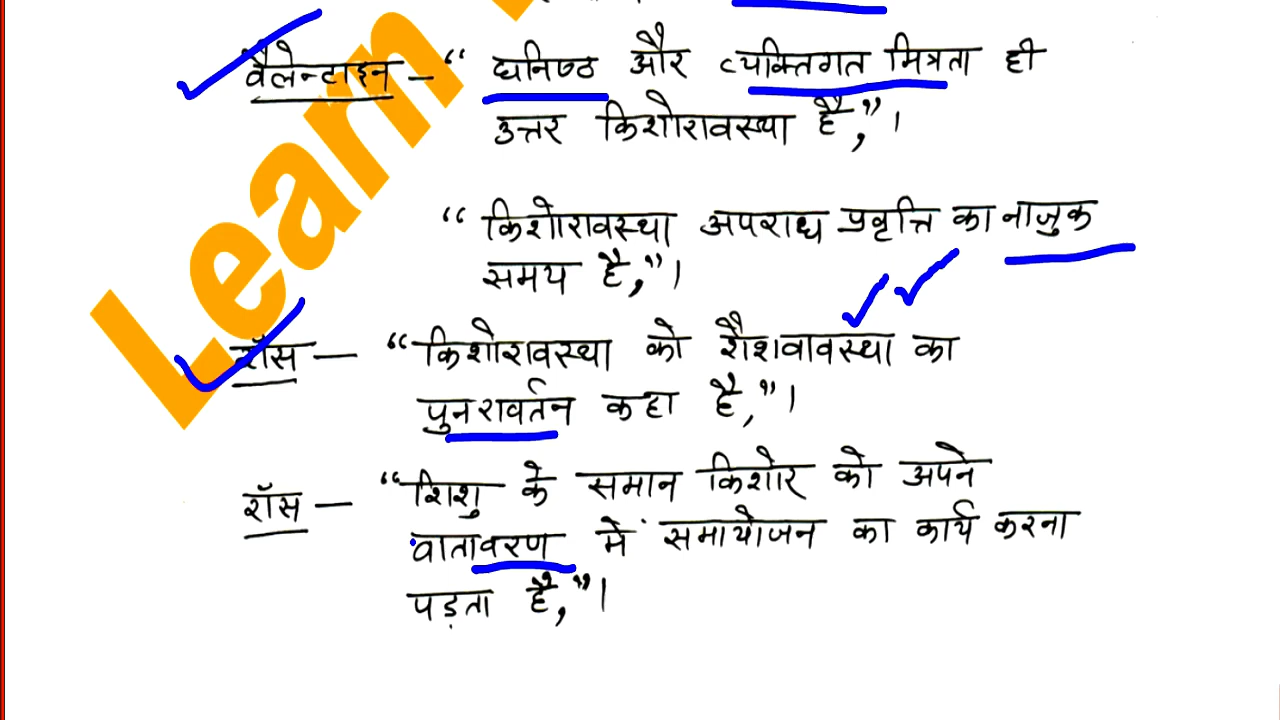 वैलेन्टाइन – “ घनिष्ठ और व्यक्तिगत मित्रता ही
उत्तर किशोरावस्था है,”।
“ किशोरावस्था अपराध प्रवृत्ति का नाजुक
समय है,”।
रॉस – “किशोरावस्था को शैशवावस्था का
पुनरावर्तन कहा है,”।
रॉस – “शिशु के समान किशोर को अपने
वातावरण में समायोजन का कार्य करना
पड़ता है,”।
Learn